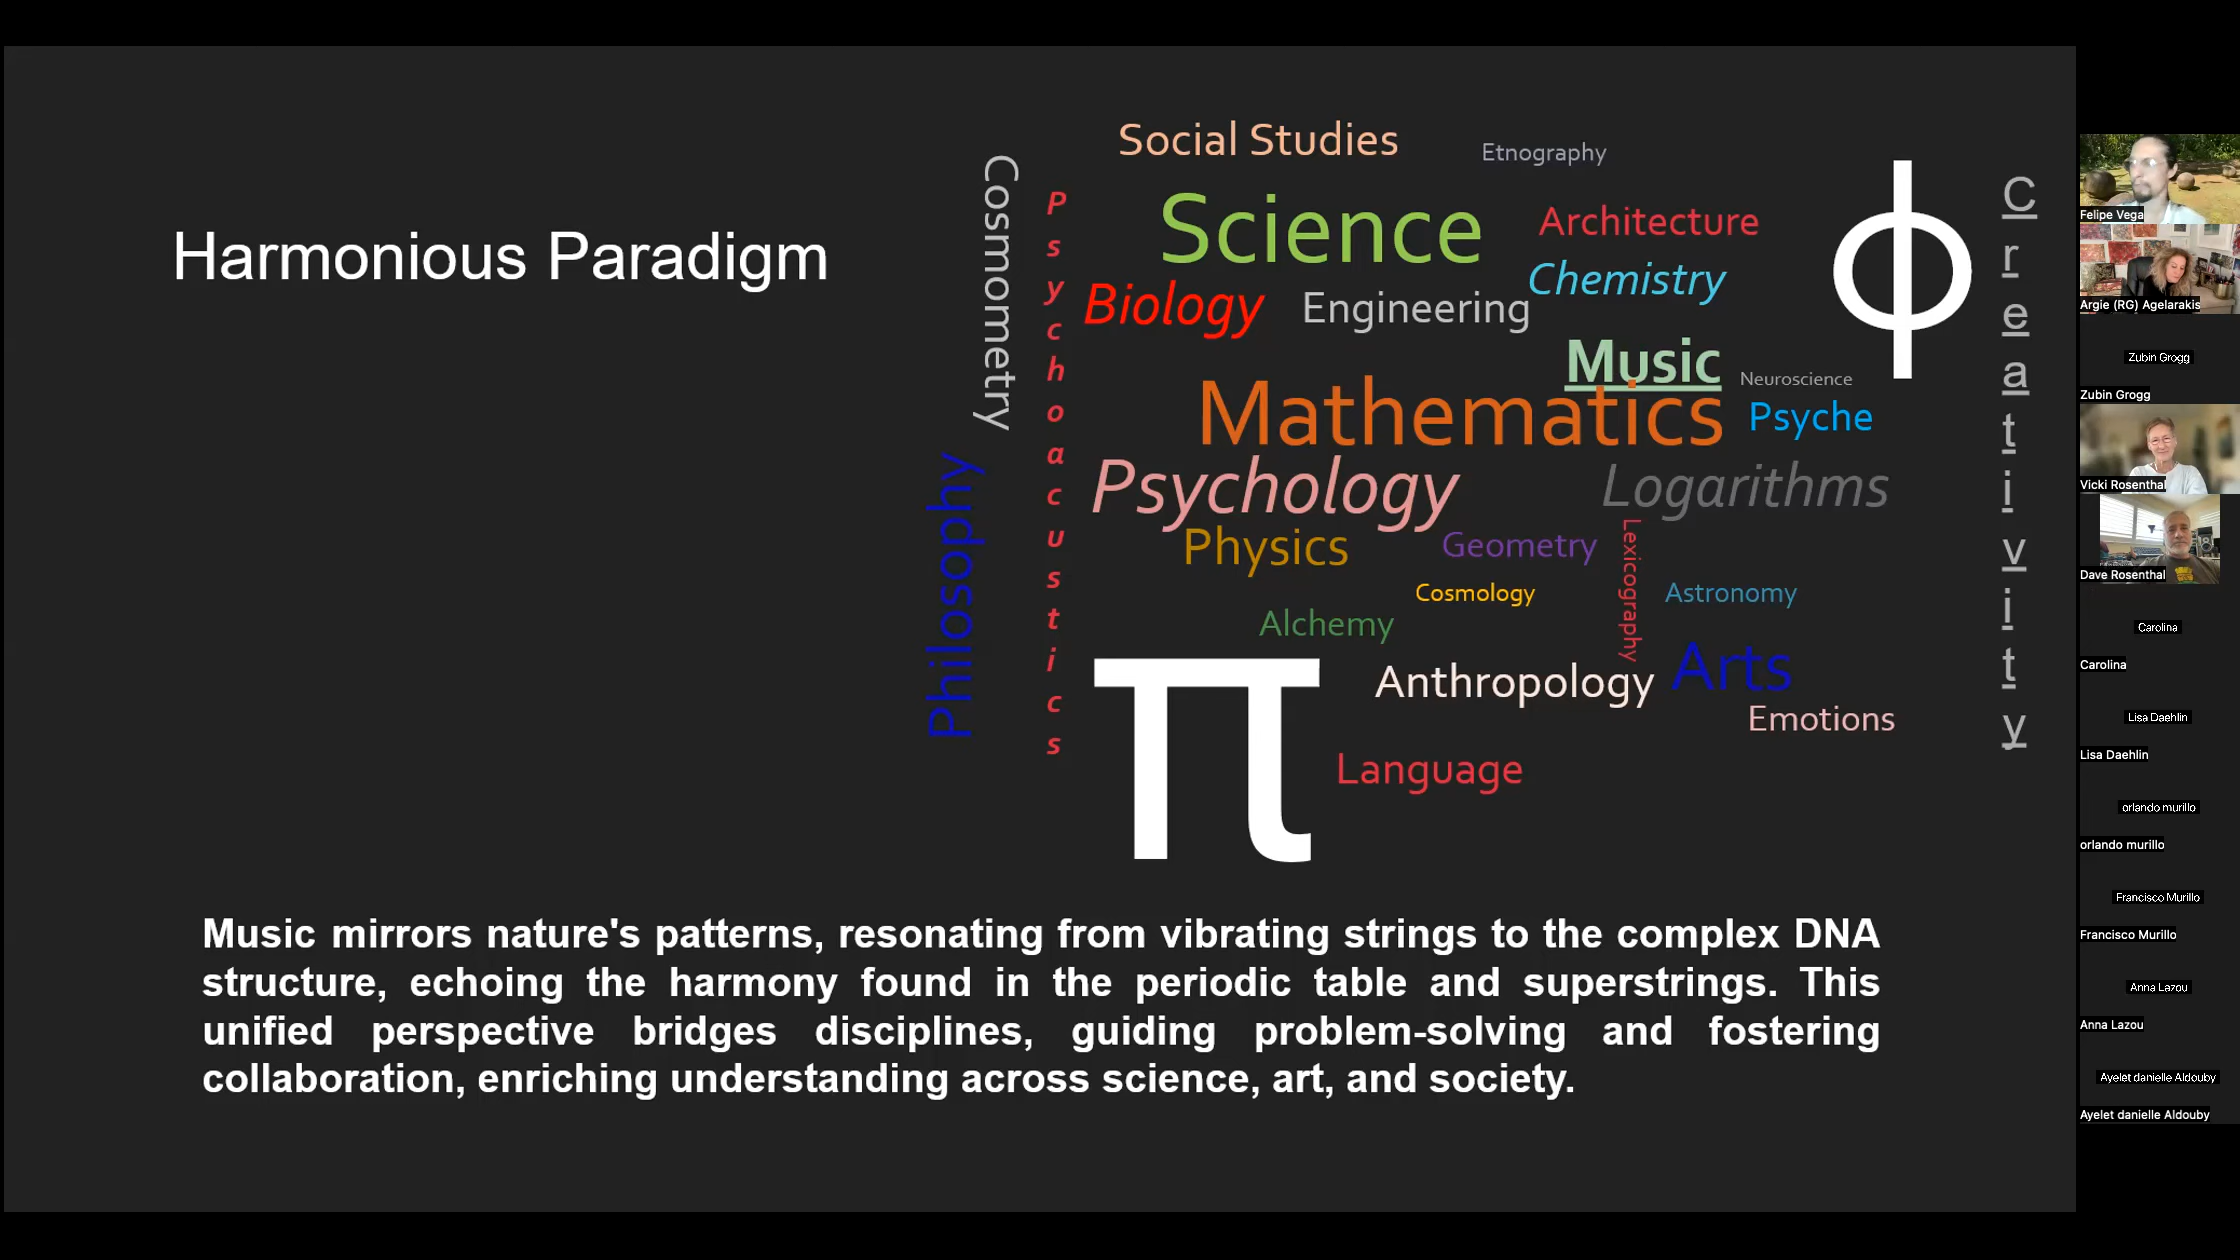 Harmonious Paradigm
Social Studies
Etnography
Cosmometry
Psychoacustics
Science
Architecture
Biology
Engineering
Chemistry
Music
Neuroscience
Mathematics
Psyche
Psychology
Logarithms
Philosophy
Physics
Geometry
Lexicography
Cosmology
Astronomy
Alchemy
Anthropology
Arts
Emotions
Language
π
ϕ
Creativity
Music mirrors nature's patterns, resonating from vibrating strings to the complex DNA
structure, echoing the harmony found in the periodic table and superstrings. This
unified perspective bridges disciplines, guiding problem-solving and fostering
collaboration, enriching understanding across science, art, and society.
Felipe Vega
Argie (RG) Agelarakis
Zubin Grogg
Zubin Grogg
Vicki Rosenthal
Dave Rosenthal
Carolina
Carolina
Lisa Daehlin
Lisa Daehlin
orlando murillo
orlando murillo
Francisco Murillo
Francisco Murillo
Anna Lazou
Anna Lazou
Ayelet danielle Aldouby
Ayelet danielle Aldouby